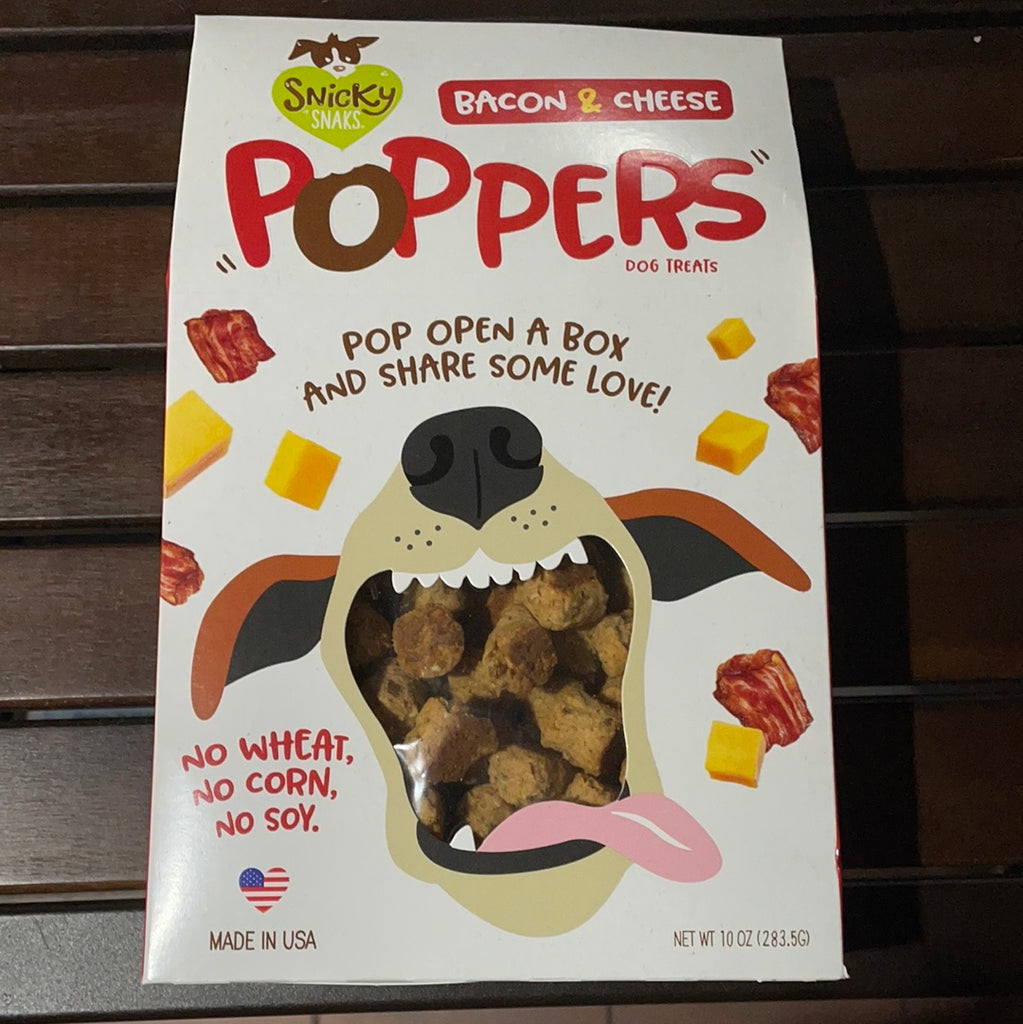 SNICKY
SNAKS
BACON & CHEESE
POPPERS
DOG TREATS
POP OPEN A BOX
AND SHARE SOME LOVE!
NO WHEAT,
NO CORN,
NO SOY.
MADE IN USA
NET WT 10 OZ (283.5G)